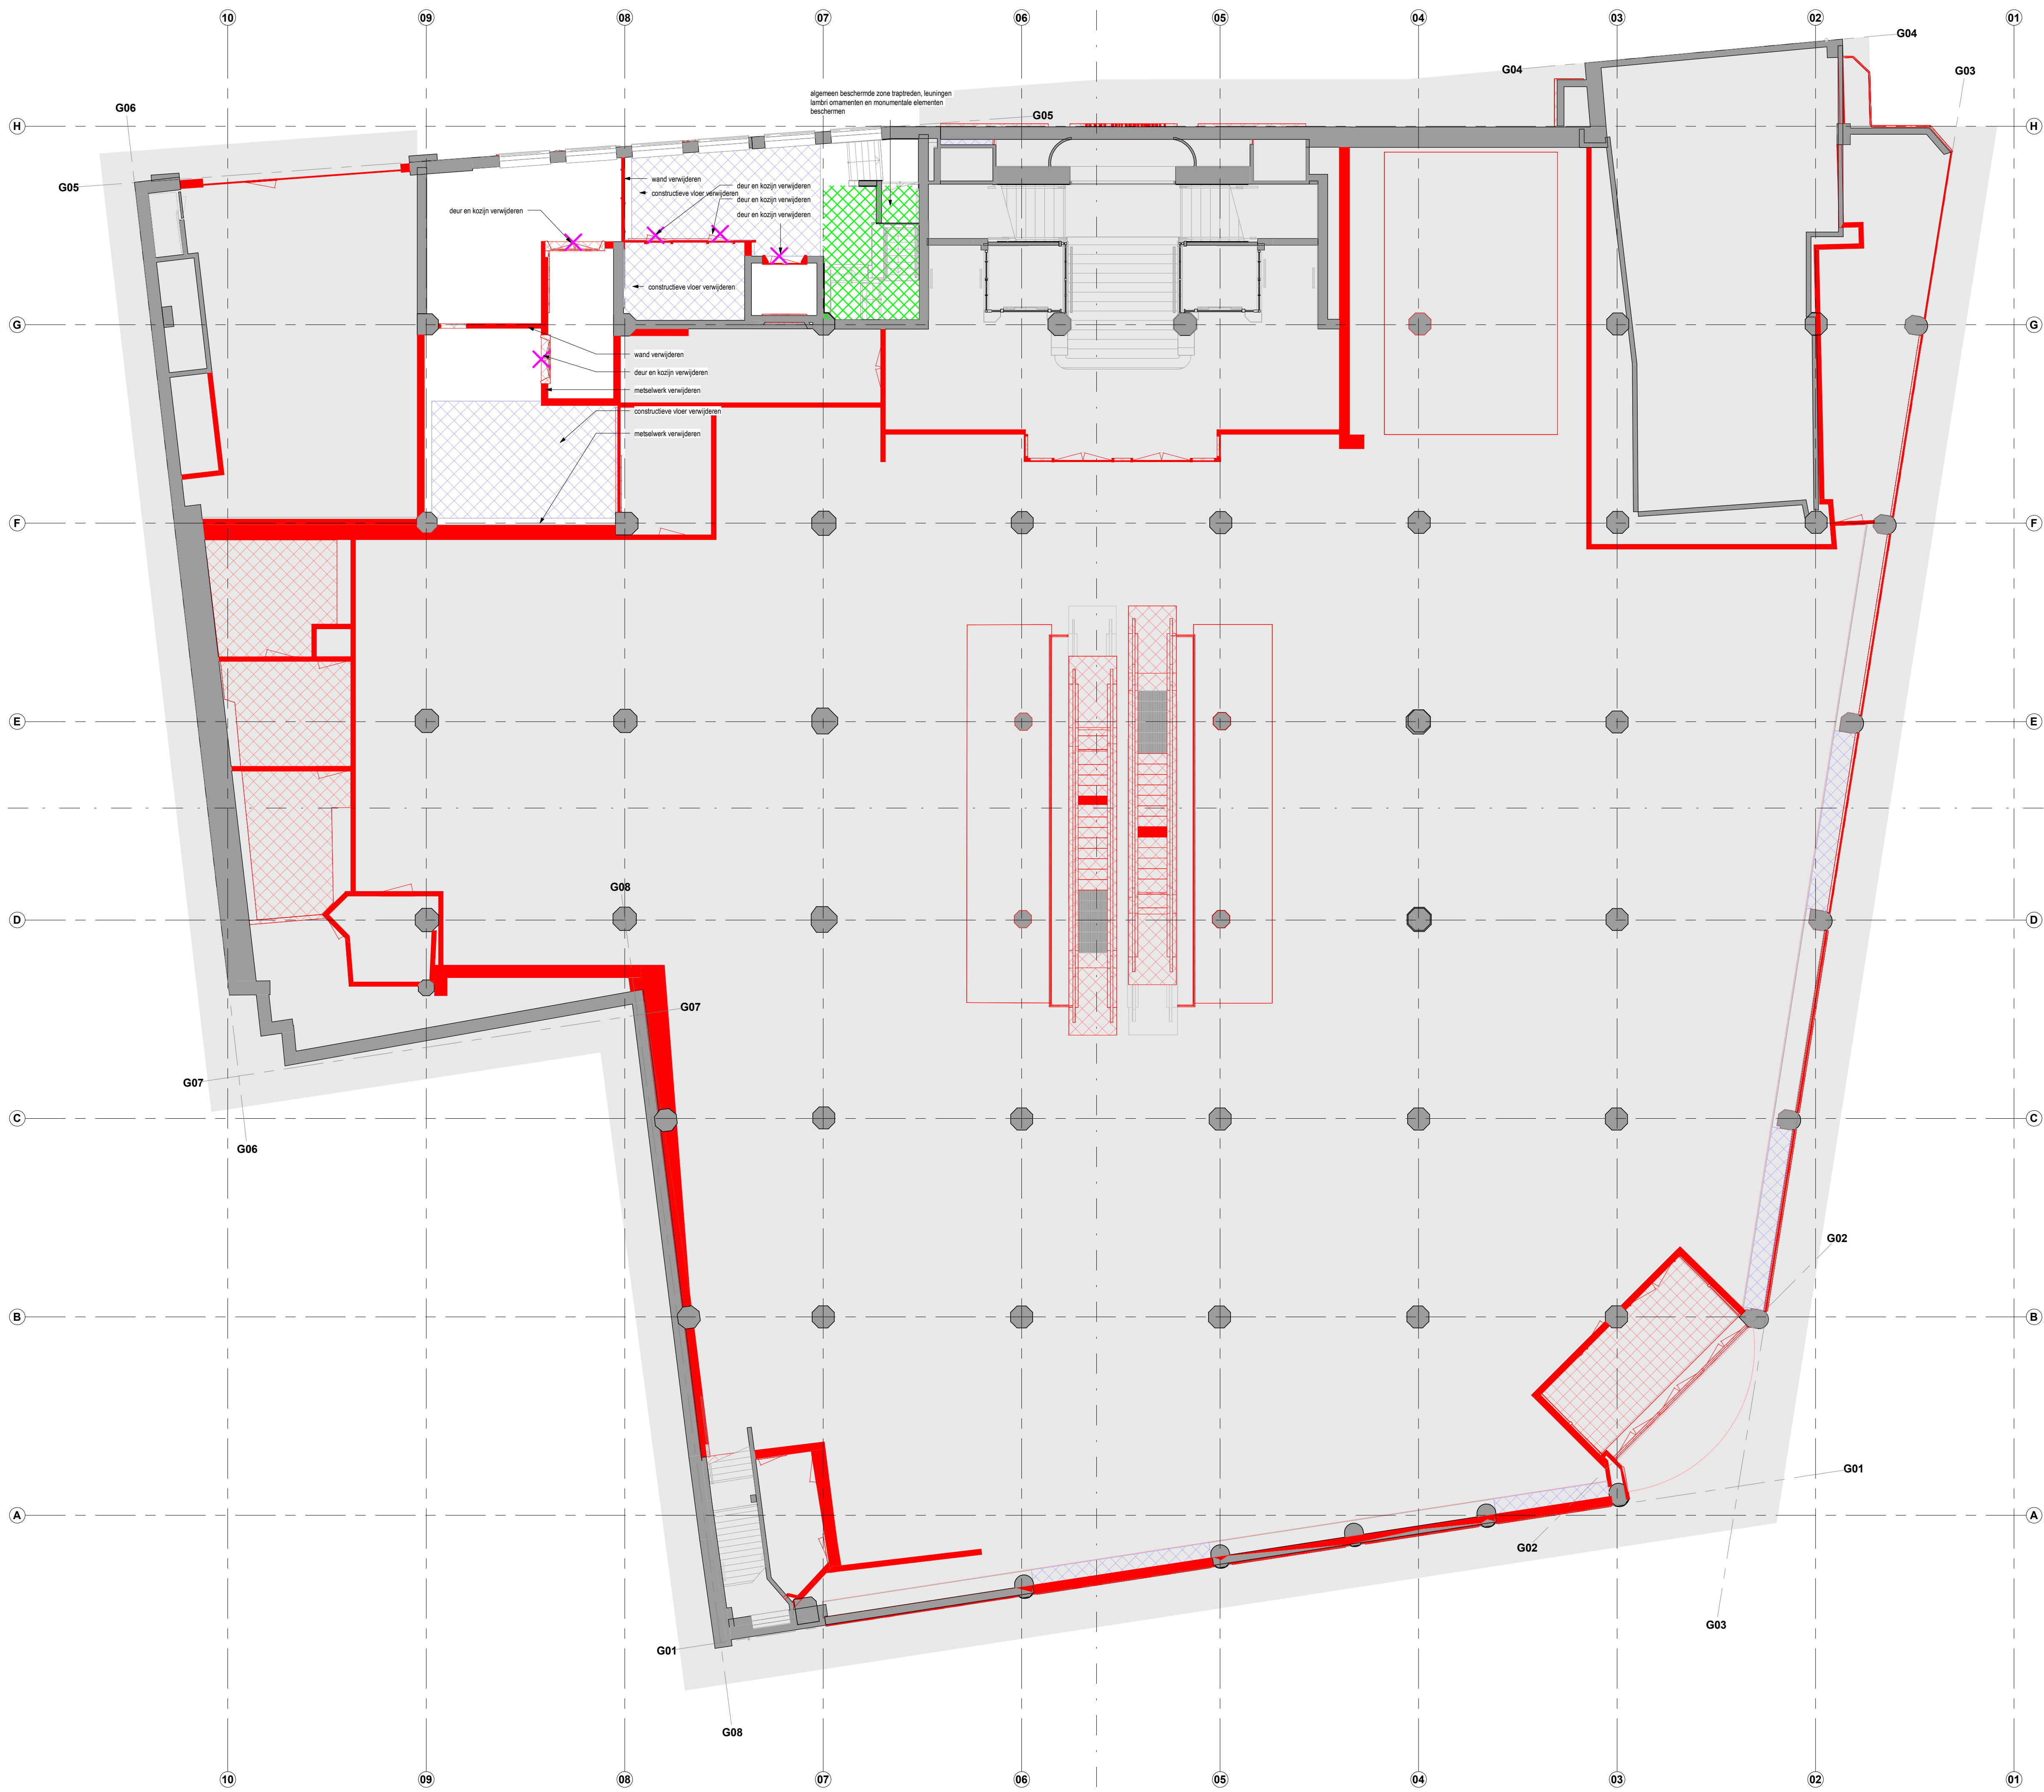 10 09 08 07 06 05 04 03 02 01
G04
G04
G03
algemeen beschermde zone traptreden, leuningen
lambri ornamenten en monumentale elementen
beschermen
G06
G05
H H
G05
wand verwijderen
deur en kozijn verwijderen
constructieve vloer verwijderen
deur en kozijn verwijderen
deur en kozijn verwijderen
deur en kozijn verwijderen
constructieve vloer verwijderen
G G
wand verwijderen
deur en kozijn verwijderen
metselwerk verwijderen
constructieve vloer verwijderen
metselwerk verwijderen
F F
E E
G08
D D
G07
G07
C C
G06
G02
B B
G01
A A
G02
G03
G01
G08
10 09 08 07 06 05 04 03 02 01